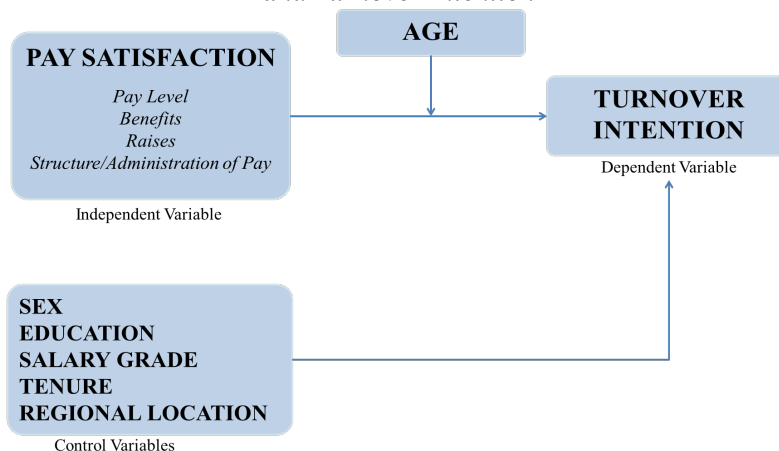 AGE
PAY SATISFACTION
Pay Level
Benefits
Raises
Structure/Administration of Pay
Independent Variable
TURNOVER
INTENTION
Dependent Variable
SEX
EDUCATION
SALARY GRADE
TENURE
REGIONAL LOCATION
Control Variables